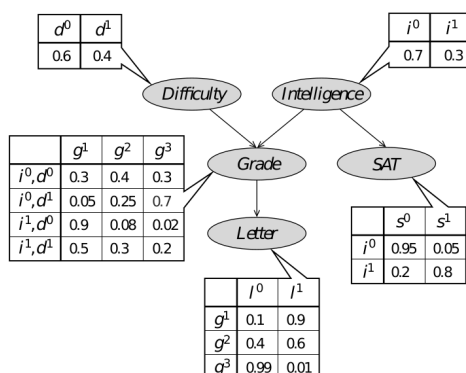 d⁰ d¹
0.6 0.4
i⁰ i¹
0.7 0.3
Difficulty
Intelligence
g¹ g² g³
i⁰,d⁰ 0.3 0.4 0.3
i⁰,d¹ 0.05 0.25 0.7
i¹,d⁰ 0.9 0.08 0.02
i¹,d¹ 0.5 0.3 0.2
Grade
SAT
s⁰ s¹
i⁰ 0.95 0.05
i¹ 0.2 0.8
Letter
l⁰ l¹
g¹ 0.1 0.9
g² 0.4 0.6
g³ 0.99 0.01